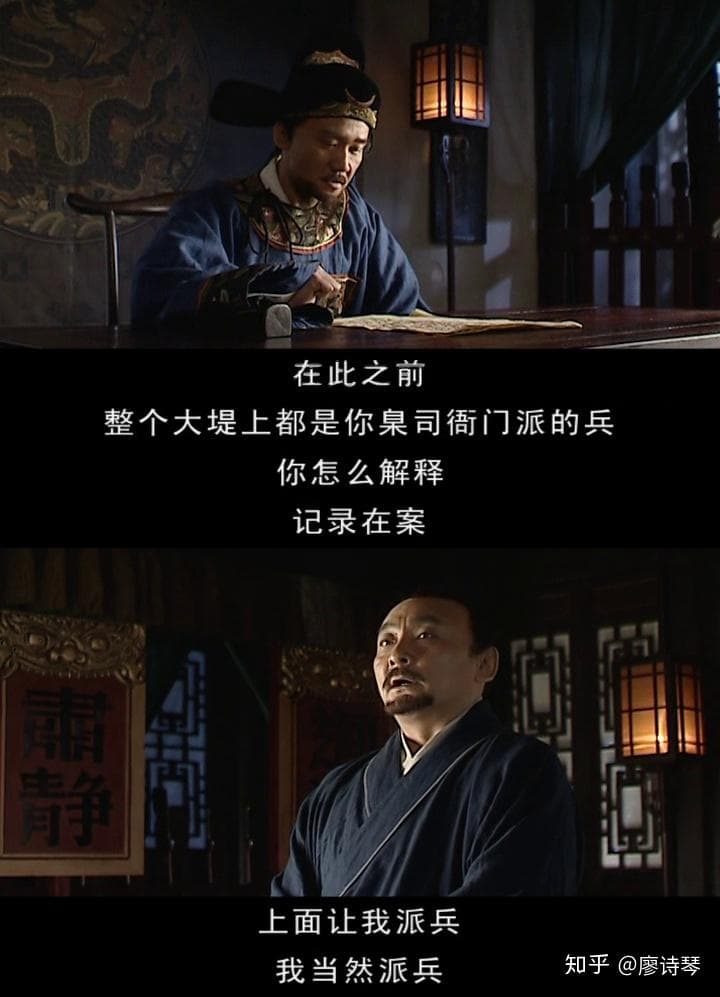 在此之前
整个大堤上都是你臬司衙门派的兵
你怎么解释
记录在案
肅
静
上面让我派兵
我当然派兵
知乎 @廖诗琴